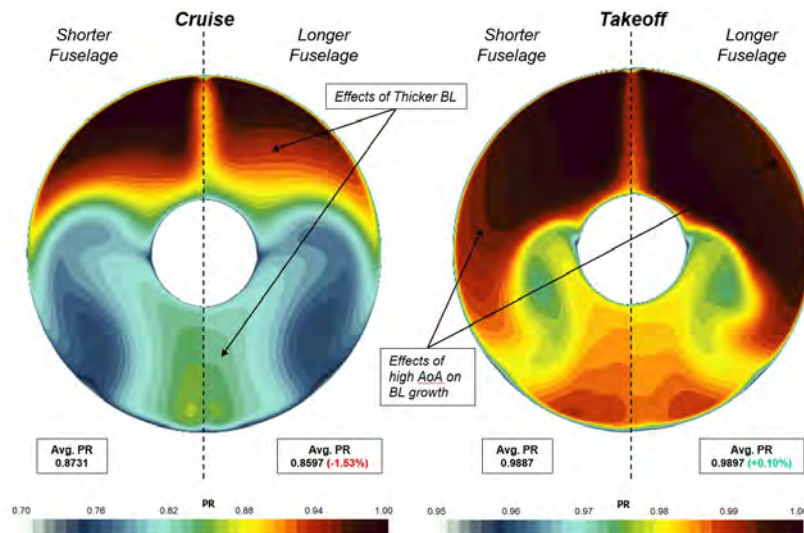 Cruise
Shorter
Fuselage
Longer
Fuselage
Takeoff
Shorter
Fuselage
Longer
Fuselage
Effects of Thicker BL
Effects of
high AoA on
BL growth
Avg. PR
0.8731
Avg. PR
0.8597 (-1.53%)
Avg. PR
0.9887
Avg. PR
0.9897 (+0.10%)
PR
0.70 0.76 0.82 0.88 0.94 1.00
PR
0.95 0.96 0.97 0.98 0.99 1.00